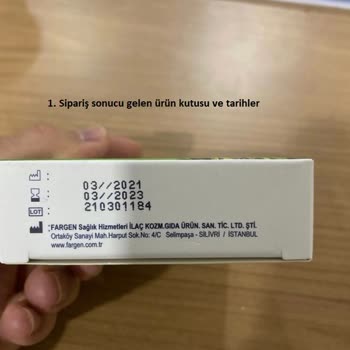 1. Sipariş sonucu gelen ürün kutusu ve tarihler
: 03//2021
: 03//2023
LOT : 210301184
:FARGEN Sağlık Hizmetleri İLAÇ KOZM.GIDA ÜRÜN. SAN. TİC. LTD. ŞTİ.
Ortaköy Sanayi Mah.Harput Sok.No: 4/C Selimpaşa - SİLİVRİ / İSTANBUL
www.fargen.com.tr